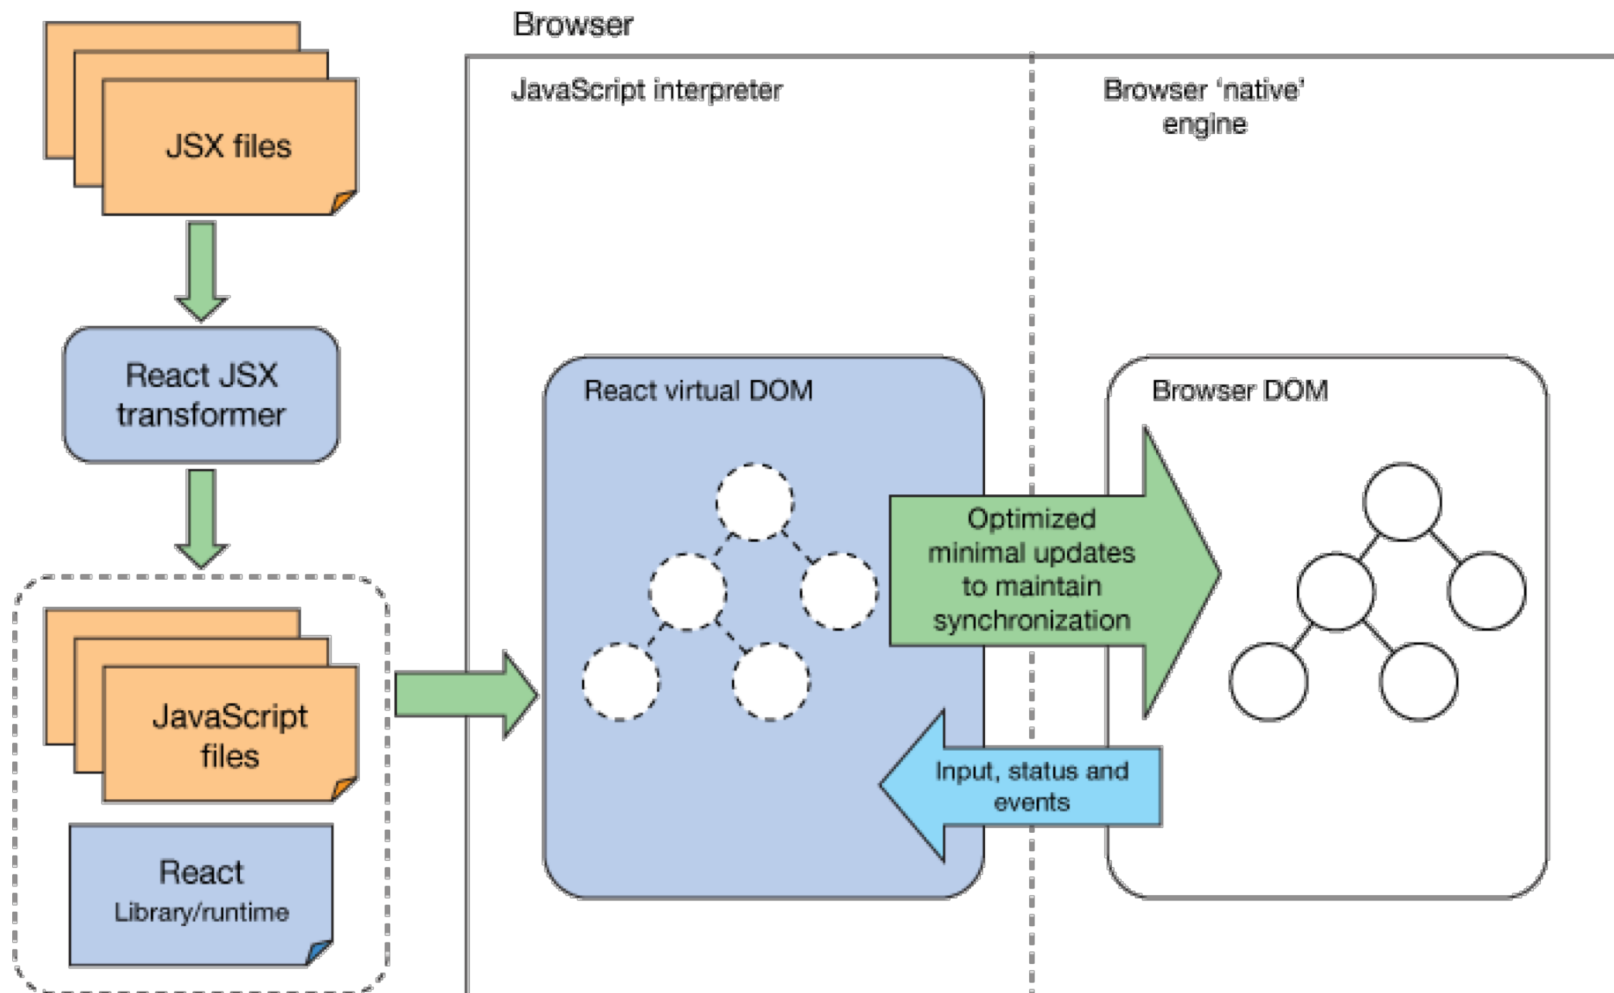 Browser
JavaScript interpreter
Browser ‘native’
engine
JSX files
React JSX
transformer
JavaScript
files
React
Library/runtime
React virtual DOM
Optimized
minimal updates
to maintain
synchronization
Input, status and
events
Browser DOM